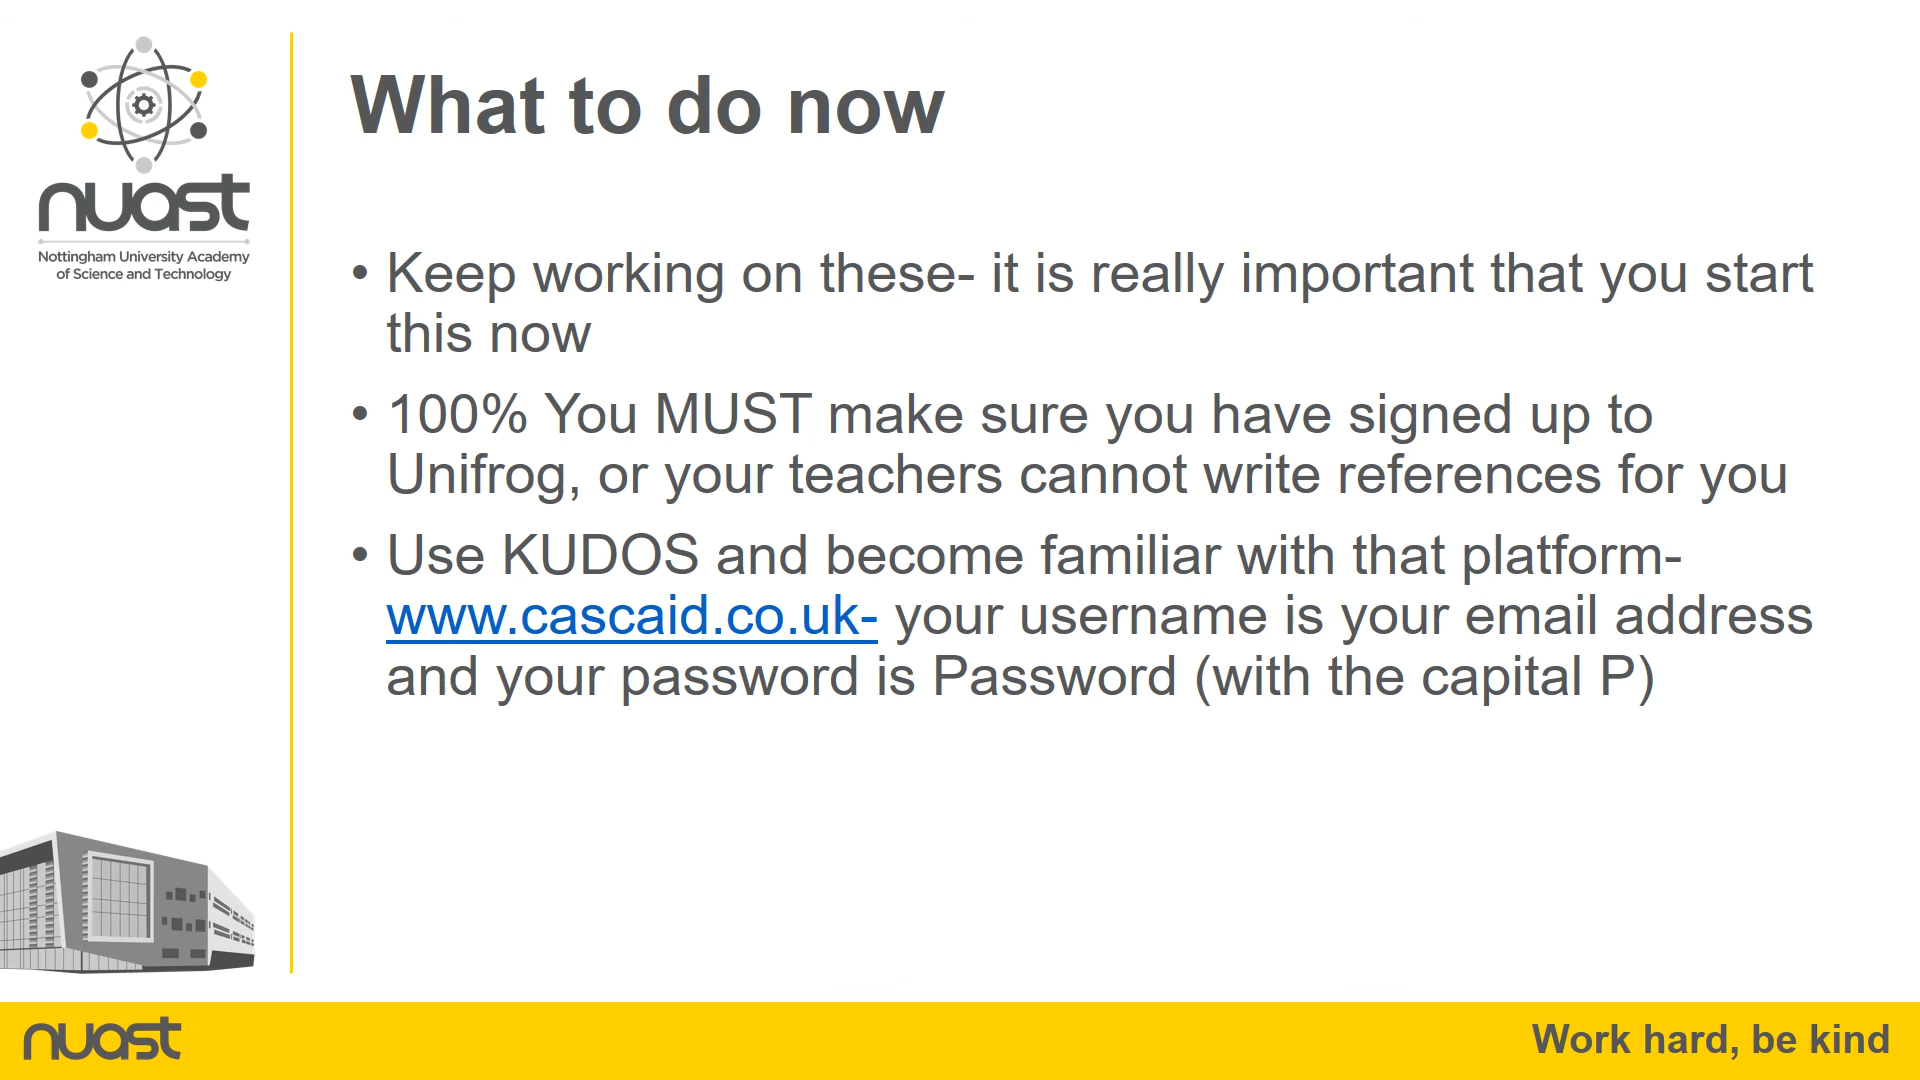 nuast
Nottingham University Academy
of Science and Technology
What to do now
• Keep working on these- it is really important that you start
this now
• 100% You MUST make sure you have signed up to
Unifrog, or your teachers cannot write references for you
• Use KUDOS and become familiar with that platform-
www.cascaid.co.uk- your username is your email address
and your password is Password (with the capital P)
nuast
Work hard, be kind